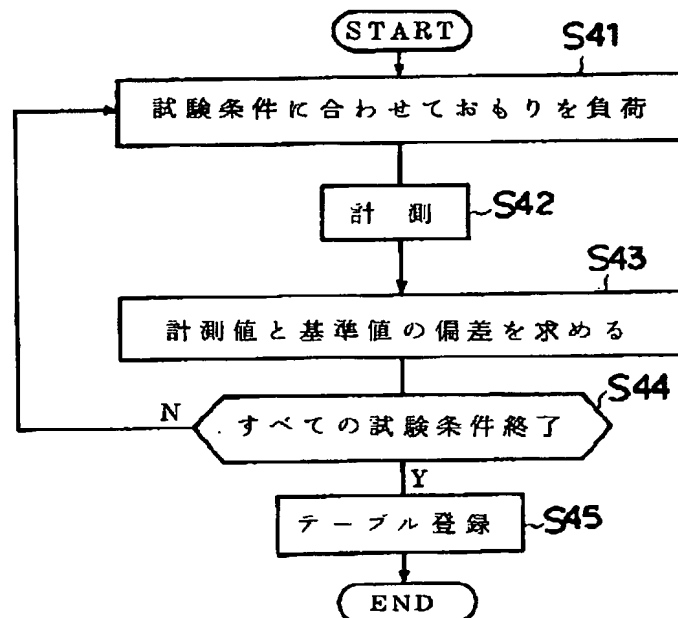 START
S41
試験条件に合わせておもりを負荷
計測
S42
S43
計測値と基準値の偏差を求める
S44
N
すべての試験条件終了
Y
テーブル登録
S45
END